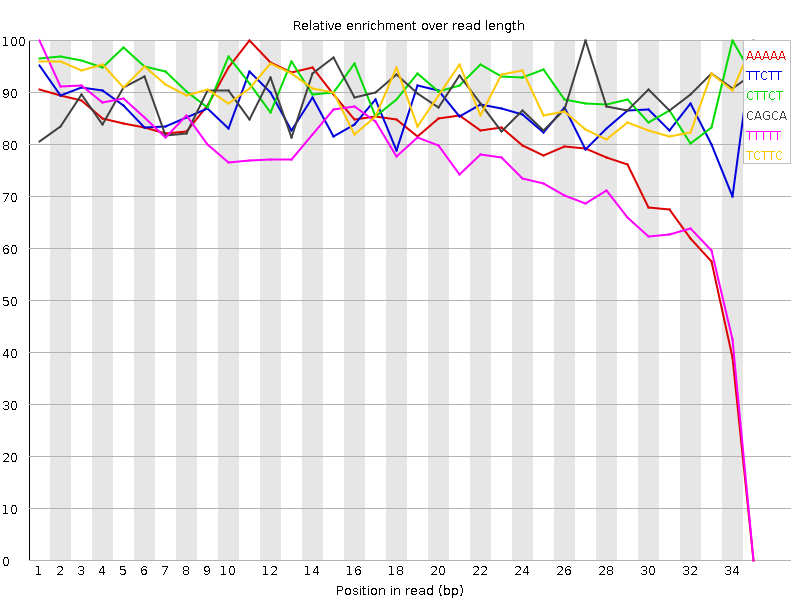 Relative enrichment over read length
100
90
80
70
60
50
40
30
20
10
0
AAAAA
TTCTT
CTTCT
CAGCA
TTTTT
TCTTC
1 2 3 4 5 6 7 8 9 10 12 14 16 18 20 22 24 26 28 30 32 34
Position in read (bp)